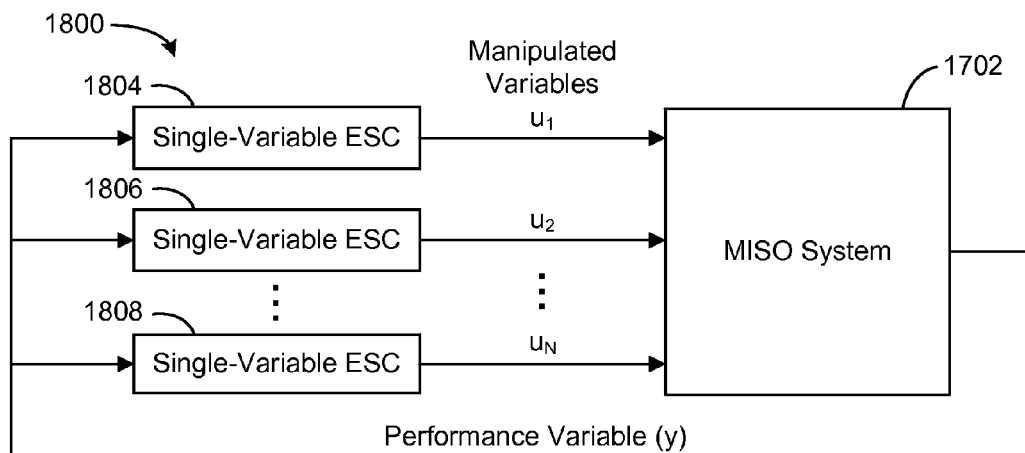 1800
Manipulated
Variables
1702
1804
Single-Variable ESC
u1
1806
Single-Variable ESC
u2
MISO System
1808
Single-Variable ESC
uN
Performance Variable (y)